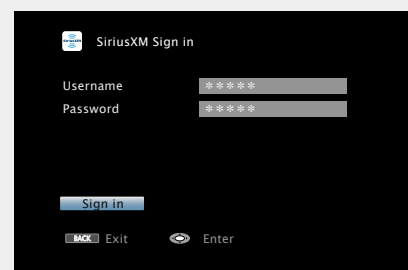 SiriusXM Sign in
Username *****
Password *****
Sign in
BACK Exit Enter